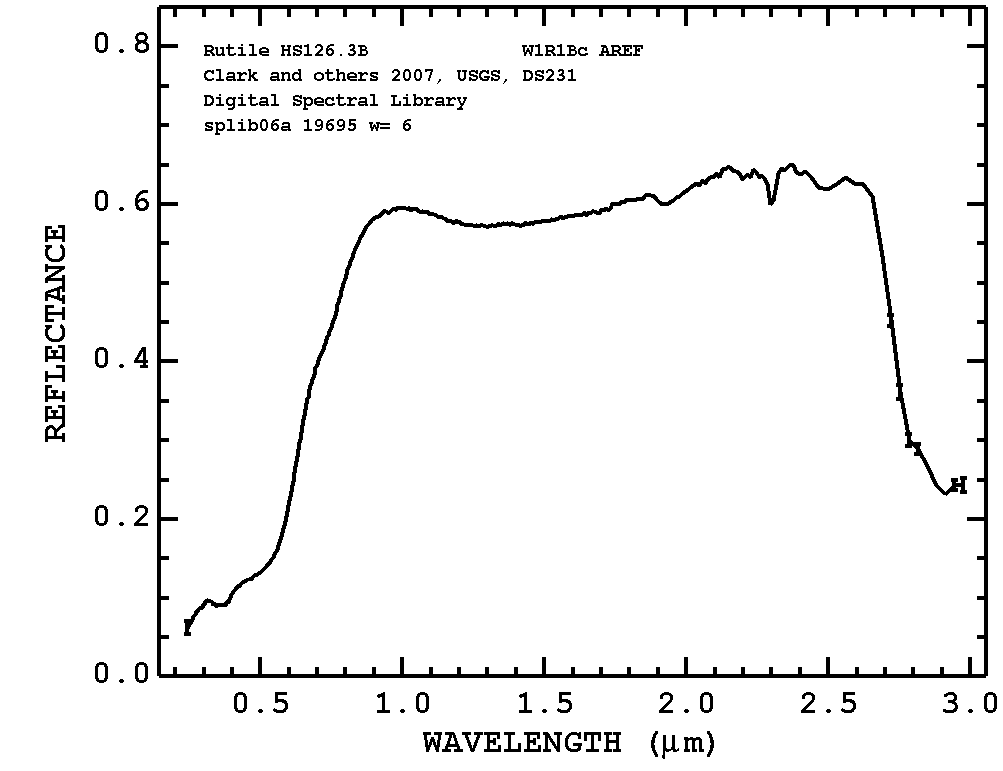 Rutile HS126.3B W1R1Bc AREF
Clark and others 2007, USGS, DS231
Digital Spectral Library
splib06a 19695 w= 6
0.8
0.6
0.4
0.2
0.0
REFLECTANCE
0.5 1.0 1.5 2.0 2.5 3.0
WAVELENGTH (μm)